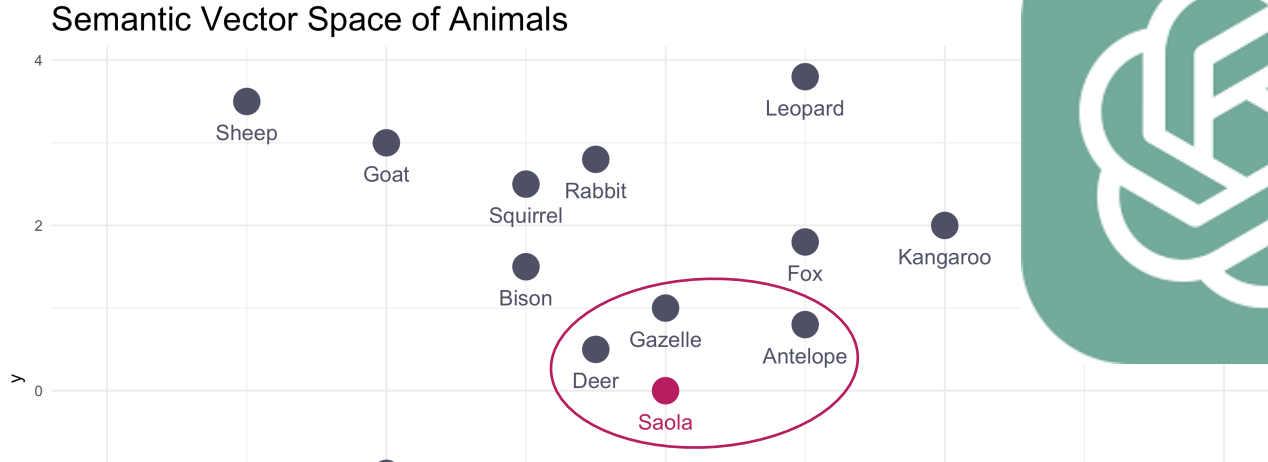 Semantic Vector Space of Animals
4
Leopard
Sheep
Goat
Rabbit
Squirrel
2
Kangaroo
Fox
Bison
Gazelle
Antelope
Deer
y
0
Saola